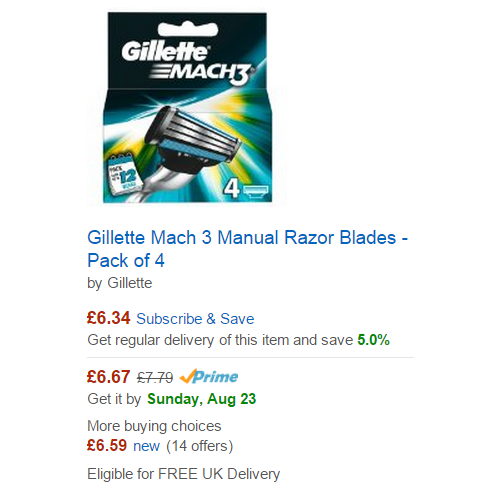 Gillette
MACH3
PACK
12
4
Gillette Mach 3 Manual Razor Blades -
Pack of 4
by Gillette
£6.34 Subscribe & Save
Get regular delivery of this item and save 5.0%
£6.67 £7.79 Prime
Get it by Sunday, Aug 23
More buying choices
£6.59 new (14 offers)
Eligible for FREE UK Delivery